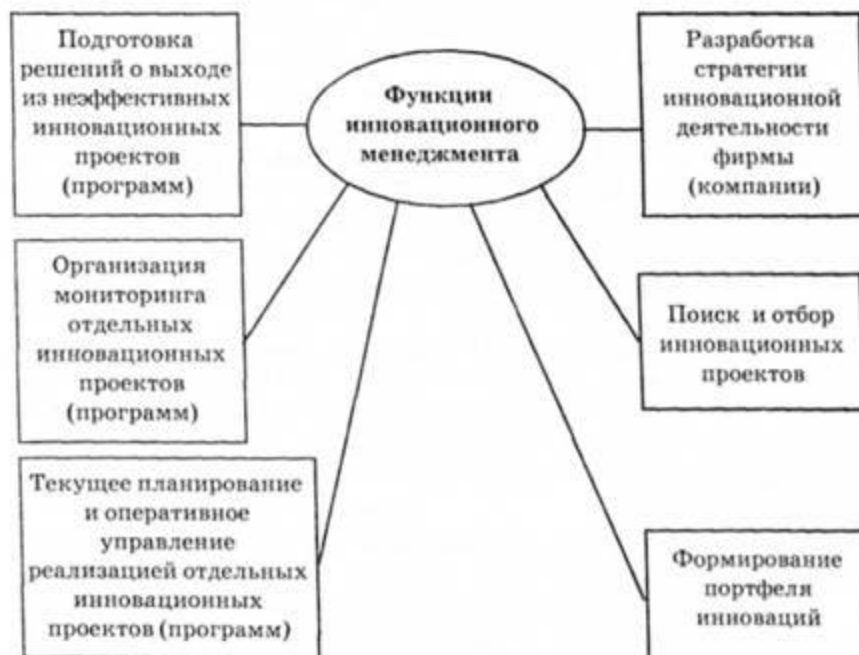 Подготовка
решений о выходе
из неэффективных
инновационных
проектов
(программ)
Функции
инновационного
менеджмента
Разработка
стратегии
инновационной
деятельности
фирмы
(компании)
Организация
мониторинга
отдельных
инновационных
проектов
(программ)
Поиск и отбор
инновационных
проектов
Текущее планирование
и оперативное
управление
реализацией отдельных
инновационных
проектов (программ)
Формирование
портфеля
инноваций